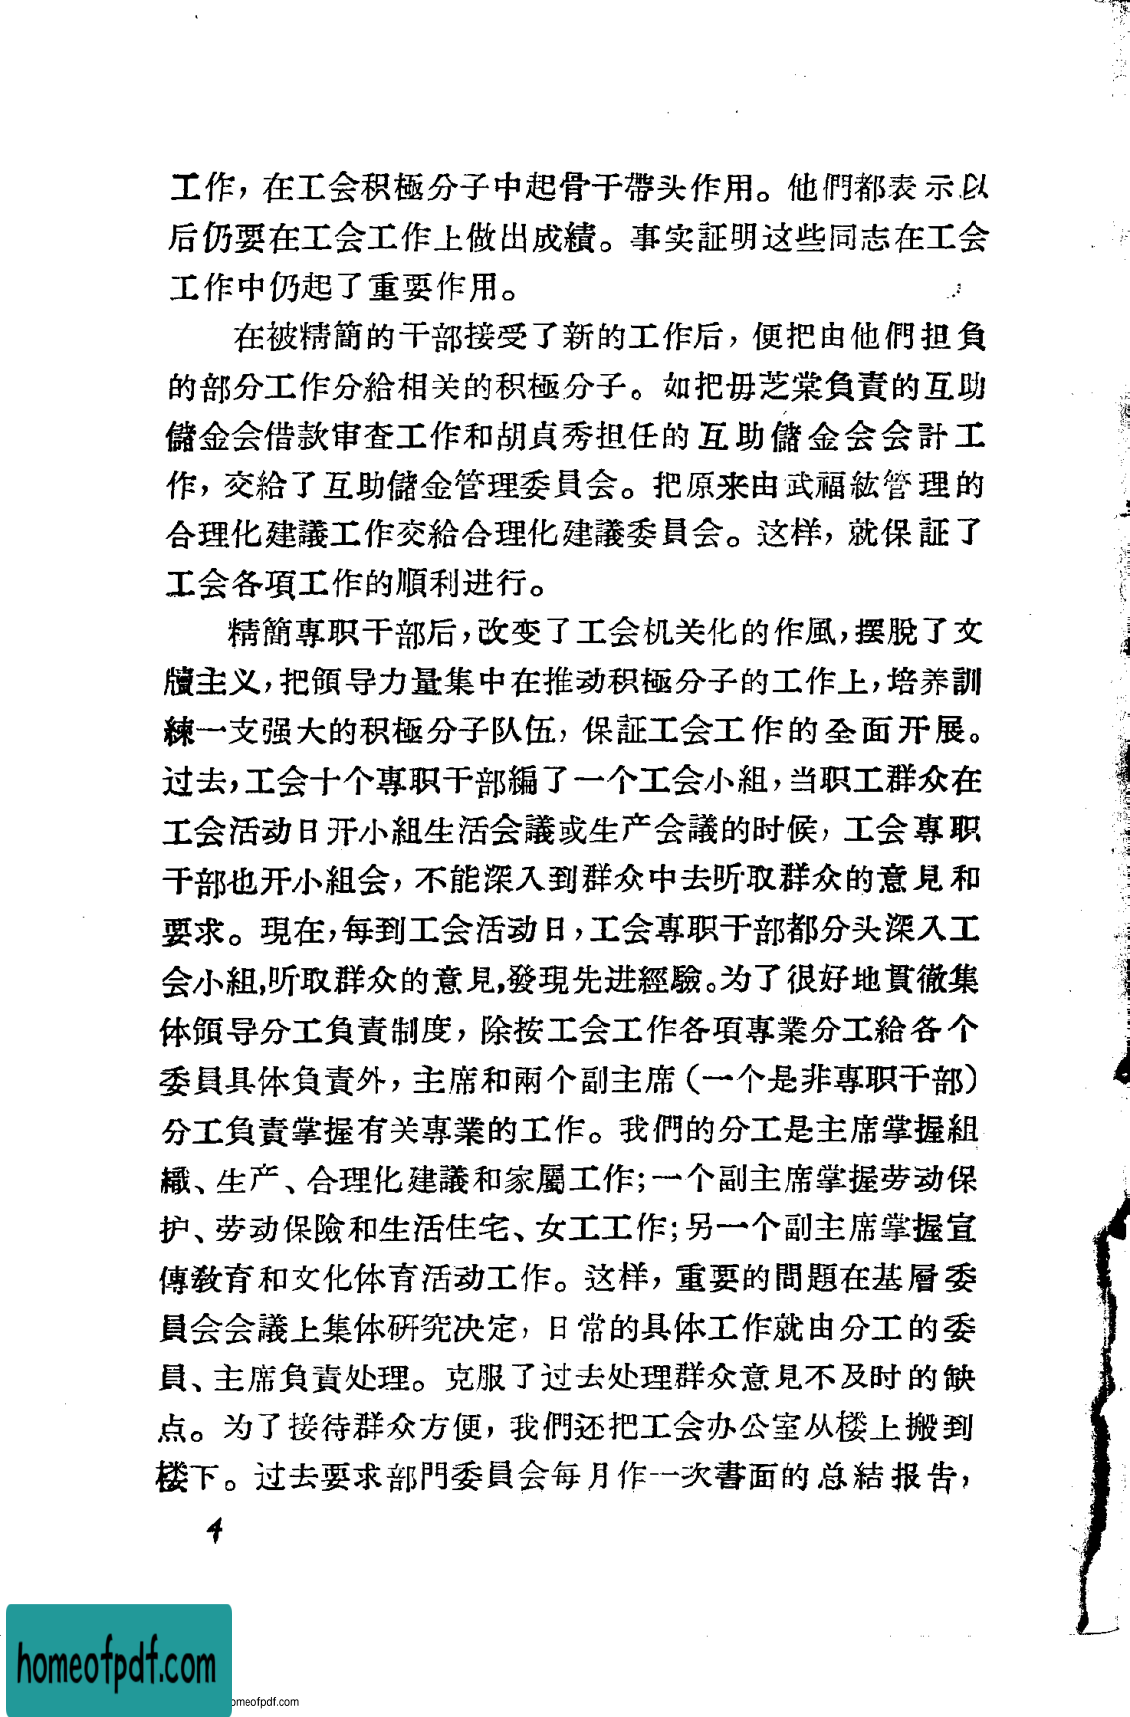 工作，在工会积極分子中起骨干帶头作用。他們都表示以
后仍要在工会工作上做出成績。事实証明这些同志在工会
工作中仍起了重要作用。
在被精簡的干部接受了新的工作后，便把由他們担負
的部分工作分給相关的积極分子。如把毋芝棠負責的互助
儲金会借款审查工作和胡貞秀担任的互助儲金会会計工
作，交給了互助儲金管理委員会。把原来由武福紘管理的
合理化建議工作交給合理化建議委員会。这样，就保証了
工会各項工作的順利进行。
精簡專职干部后，改变了工会机关化的作風，摆脫了文
牘主义，把領导力量集中在推动积極分子的工作上，培养訓
練一支强大的积極分子队伍，保証工会工作的全面开展。
过去，工会十个專职干部編了一个工会小組，当职工群众在
工会活动日开小組生活会議或生产会議的时候，工会專职
干部也开小組会，不能深入到群众中去听取群众的意見和
要求。現在，每到工会活动日，工会專职干部都分头深入工
会小組，听取群众的意見，發現先进經驗。为了很好地貫徹集
体領导分工負責制度，除按工会工作各項專業分工給各个
委員具体負責外，主席和兩个副主席（一个是非專职干部）
分工負責掌握有关專業的工作。我們的分工是主席掌握組
織、生产、合理化建議和家屬工作；一个副主席掌握劳动保
护、劳动保險和生活住宅、女工工作；另一个副主席掌握宣
傳敎育和文化体育活动工作。这样，重要的問題在基層委
員会会議上集体研究决定，日常的具体工作就由分工的委
員、主席負責处理。克服了过去处理群众意見不及时的缺
点。为了接待群众方便，我們还把工会办公室从楼上搬到
楼下。过去要求部門委員会每月作一次書面的总結报告，
4
homeofpdf.com
omeofpdf.com